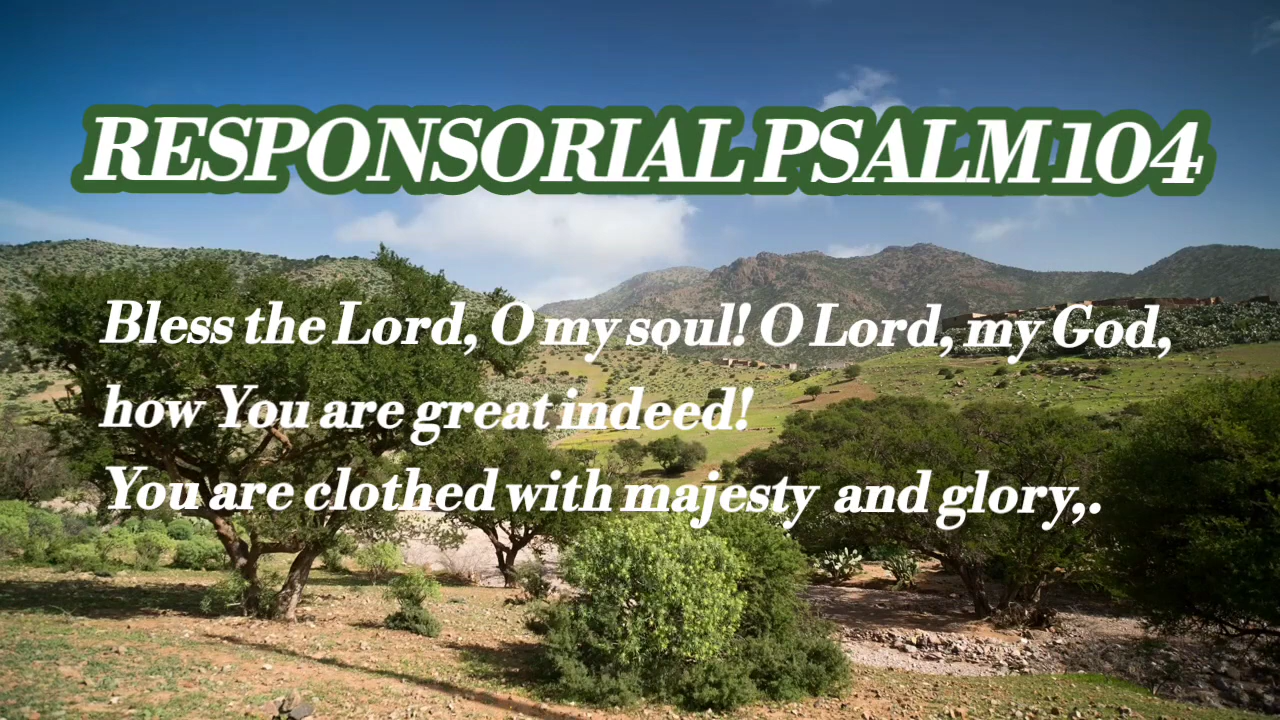 RESPONSORIAL PSALM 104
Bless the Lord, O my soul! O Lord, my God,
how You are great indeed!
You are clothed with majesty and glory,.